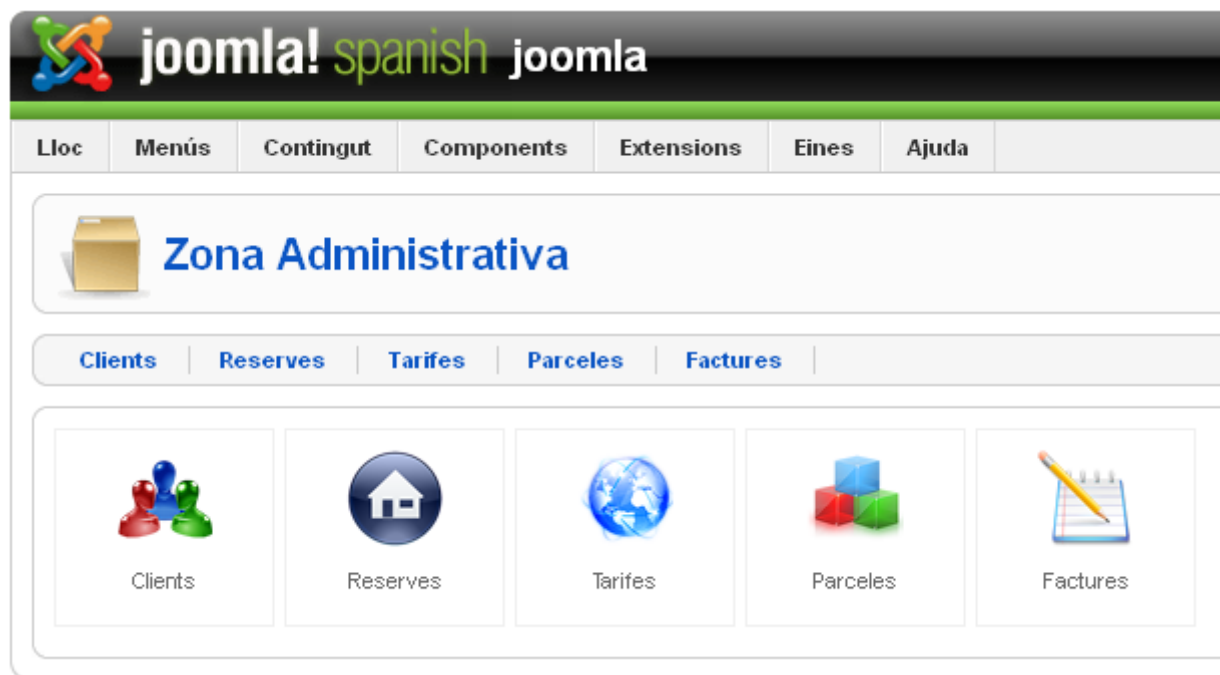 joomla! spanish joomla
Lloc Menús Contingut Components Extensions Eines Ajuda
Zona Administrativa
Clients Reserves Tarifes Parceles Factures
Clients Reserves Tarifes Parceles Factures